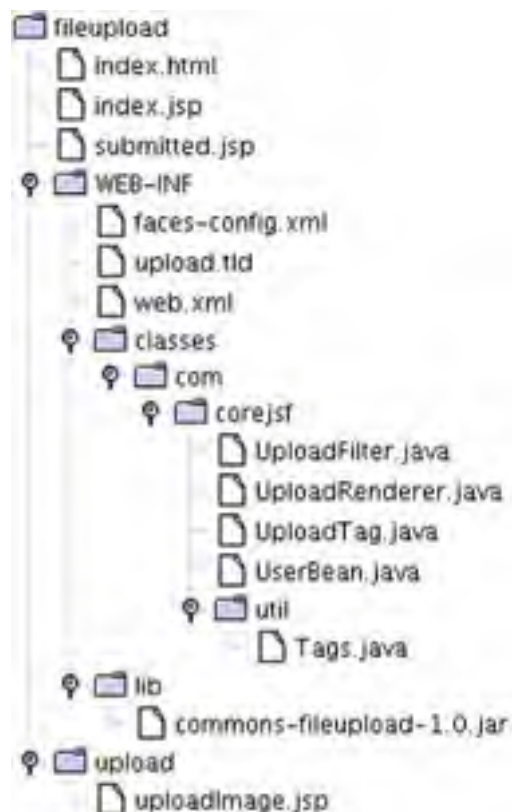 fileupload
index.html
index.jsp
submitted.jsp
WEB-INF
faces-config.xml
upload.tld
web.xml
classes
com
corejsf
UploadFilter.java
UploadRenderer.java
UploadTag.java
UserBean.java
util
Tags.java
lib
commons-fileupload-1.0.jar
upload
uploadImage.jsp